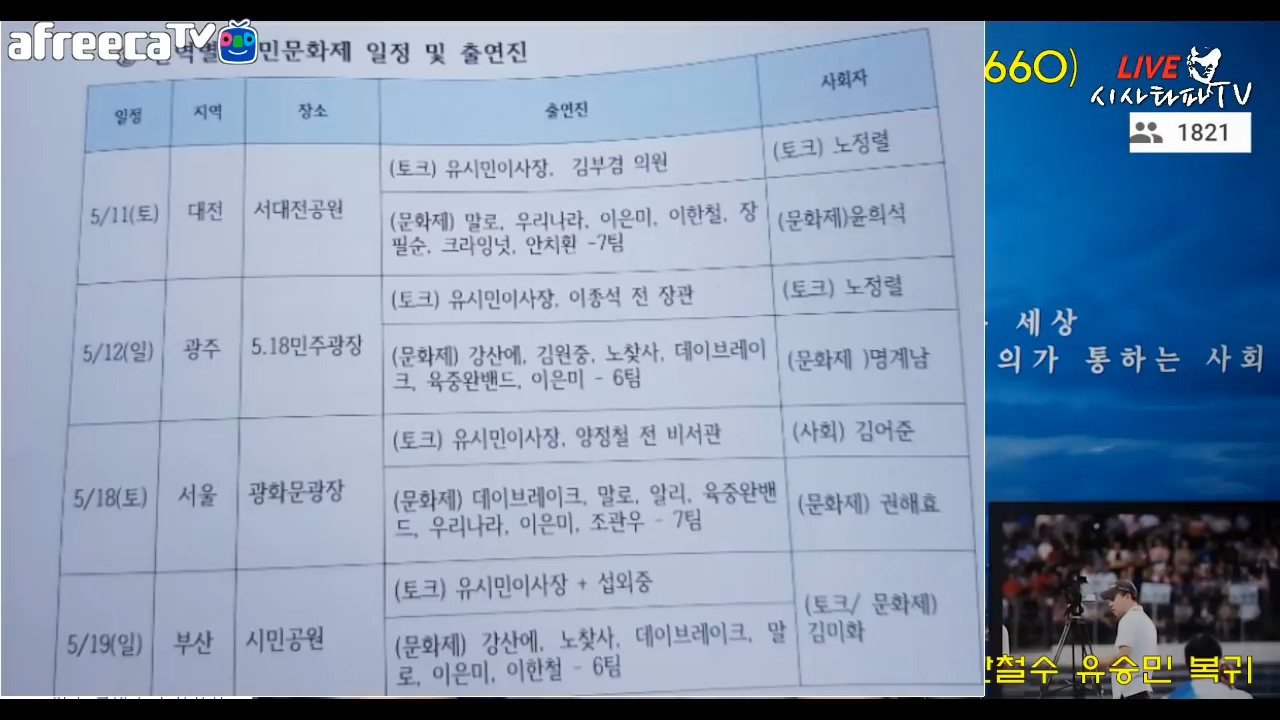 afreecaTV
민문화제 일정 및 출연진
일정 지역 장소 출연진 사회자
5/11(토) 대전 서대전공원
(토크) 유시민이사장, 김부겸 의원
(토크) 노정렬
(문화제) 말로, 우리나라, 이은미, 이한철, 장
필순, 크라잉넛, 안치환 -7팀
(문화제)윤희석
5/12(일) 광주 5.18민주광장
(토크) 유시민이사장, 이종석 전 장관
(토크) 노정렬
(문화제) 강산에, 김원중, 노찾사, 데이브레이
크, 육중완밴드, 이은미 - 6팀
(문화제 )명계남
5/18(토) 서울 광화문광장
(토크) 유시민이사장, 양정철 전 비서관
(사회) 김어준
(문화제) 데이브레이크, 말로, 알리, 육중완밴
드, 우리나라, 이은미, 조관우 - 7팀
(문화제) 권해효
5/19(일) 부산 시민공원
(토크) 유시민이사장 + 섭외중
(문화제) 강산에, 노찾사, 데이브레이크, 말
로, 이은미, 이한철 - 6팀
(토크/ 문화제)
김미화
660)
LIVE
시사타파TV
1821
세상
의가 통하는 사회
철수 유승민 복귀